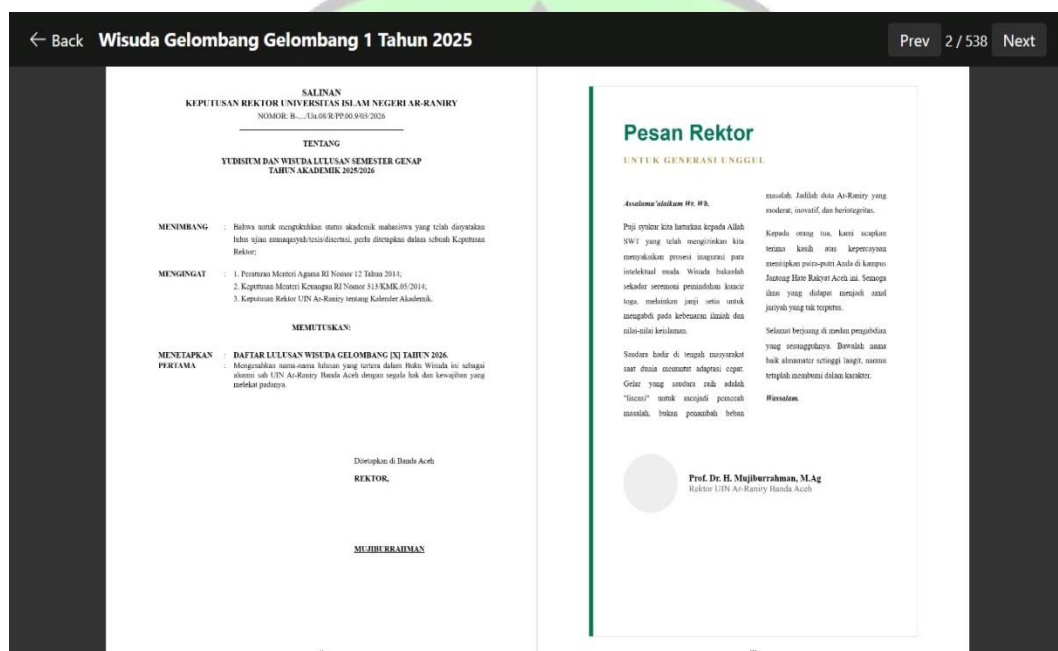 ← Back Wisuda Gelombang Gelombang 1 Tahun 2025 Prev 2 / 538 Next
SALINAN
KEPUTUSAN REKTOR UNIVERSITAS ISLAM NEGERI AR-RANIRY
NOMOR: B-..../Un.08/R/PP.00.9/03/2026
TENTANG
YUDISIUM DAN WISUDA LULUSAN SEMESTER GENAP
TAHUN AKADEMIK 2025/2026
MENIMBANG : Bahwa untuk mengukuhkan status akademik mahasiswa yang telah dinyatakan
lulus ujian munaqasyah/tesis/disertasi, perlu ditetapkan dalam sebuah Keputusan
Rektor;
MENGINGAT : 1. Peraturan Menteri Agama RI Nomor 12 Tahun 2014;
2. Keputusan Menteri Keuangan RI Nomor 313/KMK.05/2014;
3. Keputusan Rektor UIN Ar-Raniry tentang Kalender Akademik.
MEMUTUSKAN:
MENETAPKAN : DAFTAR LULUSAN WISUDA GELOMBANG [X] TAHUN 2026.
PERTAMA : Mengesahkan nama-nama lulusan yang tertera dalam Buku Wisuda ini sebagai
alumni sah UIN Ar-Raniry Banda Aceh dengan segala hak dan kewajiban yang
melekat padanya.
Ditetapkan di Banda Aceh
REKTOR,
MUJIBURRAHMAN
Pesan Rektor
UNTUK GENERASI UNGGUL
Assalamu'alaikum Wr. Wb.
Puji syukur kita haturkan kepada Allah
SWT yang telah mengizinkan kita
menyaksikan prosesi inagurasi para
intelektual muda. Wisuda bukanlah
sekadar seremoni pemindahan kuncir
toga, melainkan janji setia untuk
mengabdi pada kebenaran ilmiah dan
nilai-nilai keislaman.
Saudara hadir di tengah masyarakat
saat dunia menuntut adaptasi cepat.
Gelar yang saudara raih adalah
"lisensi" untuk menjadi pemecah
masalah, bukan penambah beban
masalah. Jadilah duta Ar-Raniry yang
moderat, inovatif, dan berintegritas.
Kepada orang tua, kami ucapkan
terima kasih atas kepercayaan
menitipkan putra-putri Anda di kampus
Jantong Hate Rakyat Aceh ini. Semoga
ilmu yang didapat menjadi amal
jariyah yang tak terputus.
Selamat berjuang di medan pengabdian
yang sesungguhnya. Bawalah nama
baik almamater setinggi langit, namun
tetaplah membumi dalam karakter.
Wassalam.
Prof. Dr. H. Mujiburrahman, M.Ag
Rektor UIN Ar-Raniry Banda Aceh